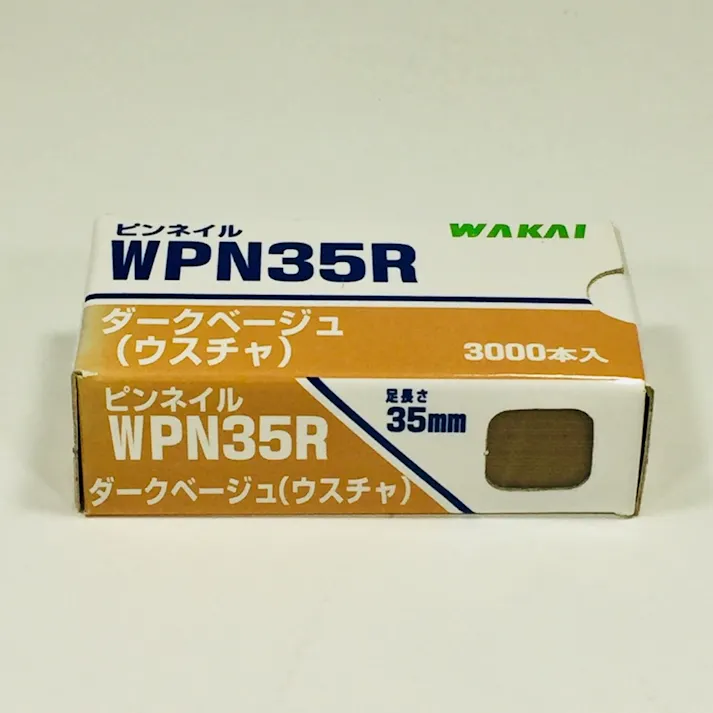 ピンネイル
WAKAI
WPN35R
ダークベージュ
(ウスチャ)
3000本入
ピンネイル
WPN35R
ダークベージュ(ウスチャ)
足長さ
35mm